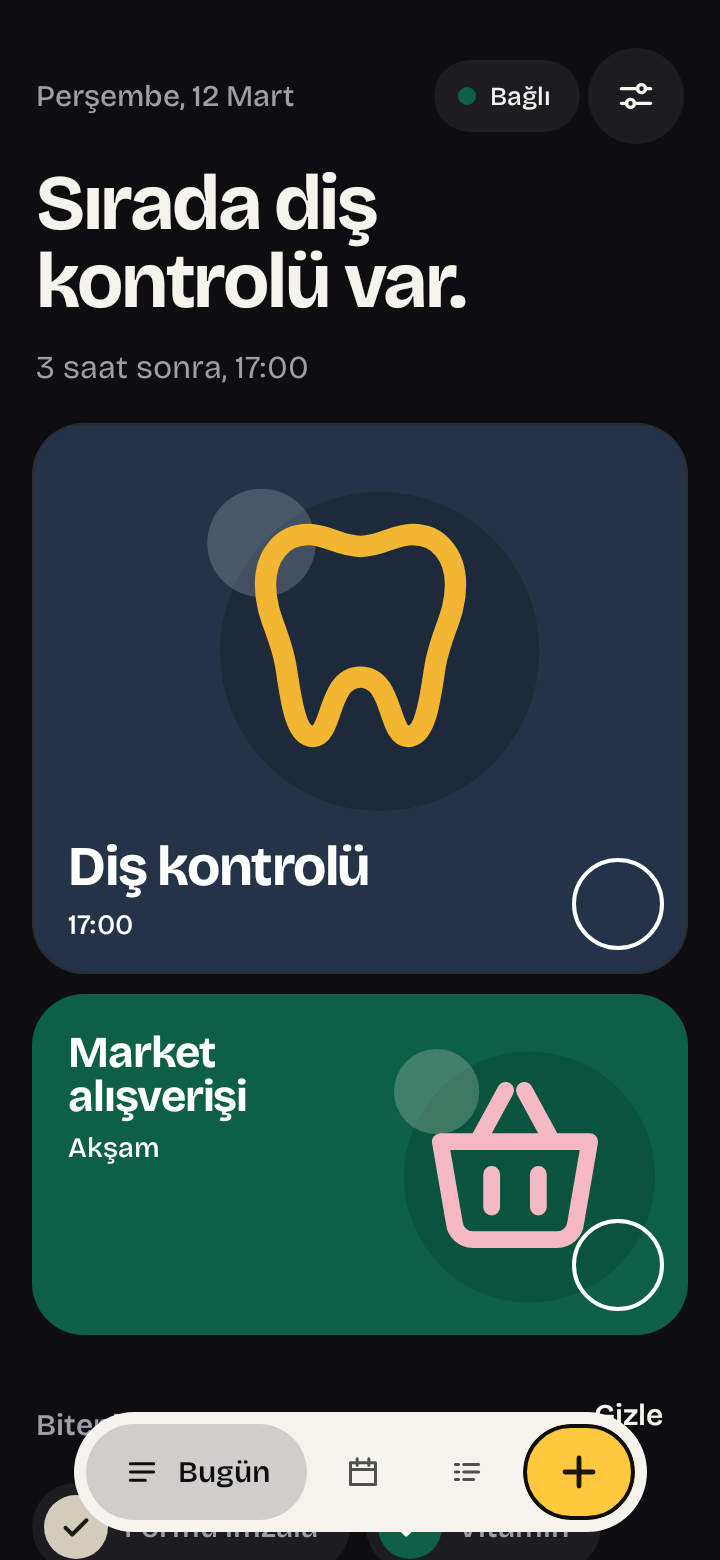 Perşembe, 12 Mart
Bağlı
Sırada diş
kontrolü var.
3 saat sonra, 17:00
Diş kontrolü
17:00
Market
alışverişi
Akşam
Gizle
Bugün